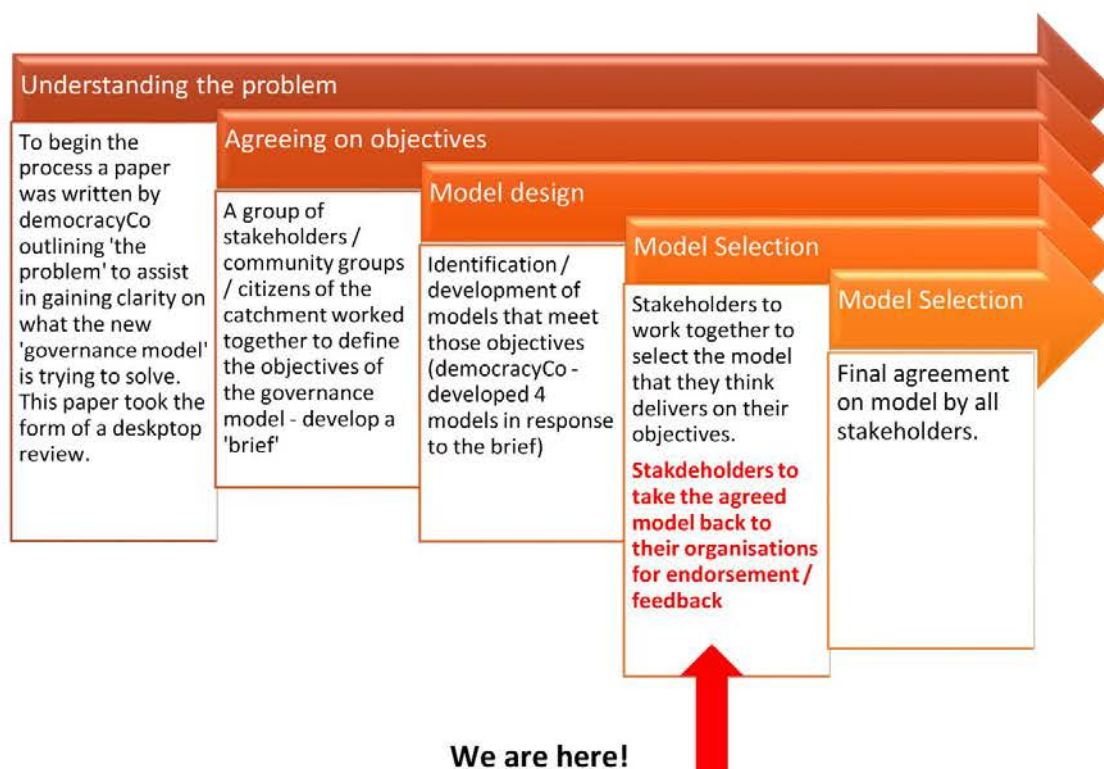 Understanding the problem
To begin the
process a paper
was written by
democracyCo
outlining 'the
problem' to assist
in gaining clarity on
what the new
'governance model'
is trying to solve.
This paper took the
form of a deskptop
review.
Agreeing on objectives
A group of
stakeholders /
community groups
/ citizens of the
catchment worked
together to define
the objectives of
the governance
model - develop a
'brief'
Model design
Identification /
development of
models that meet
those objectives
(democracyCo -
developed 4
models in response
to the brief)
Model Selection
Stakeholders to
work together to
select the model
that they think
delivers on their
objectives.
Stakdeholders to
take the agreed
model back to
their organisations
for endorsement /
feedback
Model Selection
Final agreement
on model by all
stakeholders.
We are here!